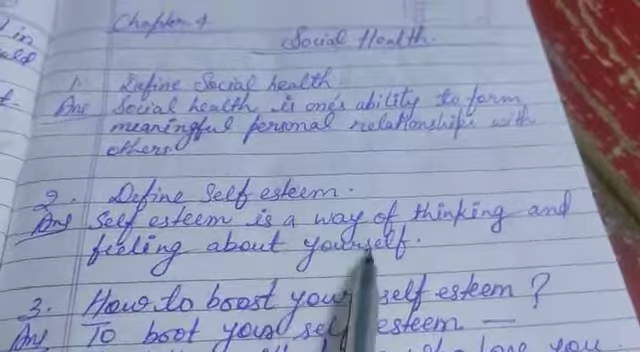 Chapter 4
Social Health.
1. Define Social health
Ans Social health is one's ability to form
meaningful personal relationships with
others.
2. Define Self esteem.
Ans Self esteem is a way of thinking and
feeling about yourself.
3. How to boost your self esteem?
Ans To boot your self esteem —
love you